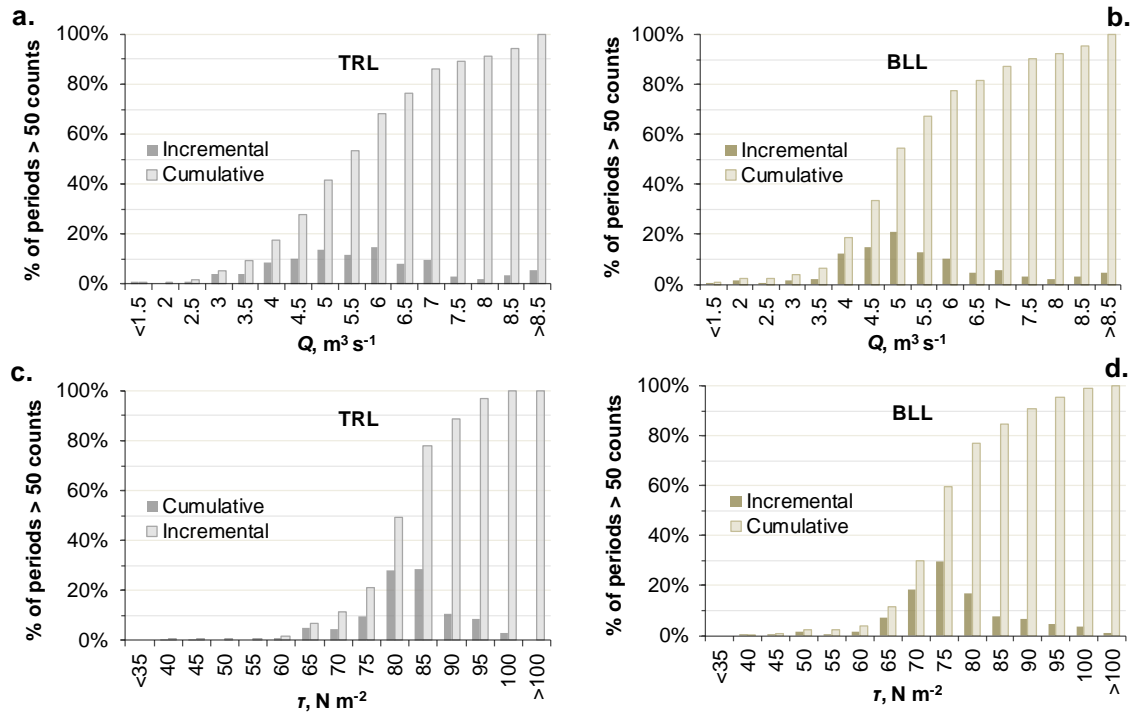 a.
% of periods > 50 counts
100%
80%
60%
40%
20%
0%
TRL
Incremental
Cumulative
<1.5 2 2.5 3 3.5 4 4.5 5 5.5 6 6.5 7 7.5 8 8.5 >8.5
Q, m³ s⁻¹
b.
% of periods > 50 counts
100%
80%
60%
40%
20%
0%
BLL
Incremental
Cumulative
<1.5 2 2.5 3 3.5 4 4.5 5 5.5 6 6.5 7 7.5 8 8.5 >8.5
Q, m³ s⁻¹
c.
% of periods > 50 counts
100%
80%
60%
40%
20%
0%
TRL
Cumulative
Incremental
<35 40 45 50 55 60 65 70 75 80 85 90 95 100 >100
τ, N m⁻²
d.
% of periods > 50 counts
100%
80%
60%
40%
20%
0%
BLL
Incremental
Cumulative
<35 40 45 50 55 60 65 70 75 80 85 90 95 100 >100
τ, N m⁻²